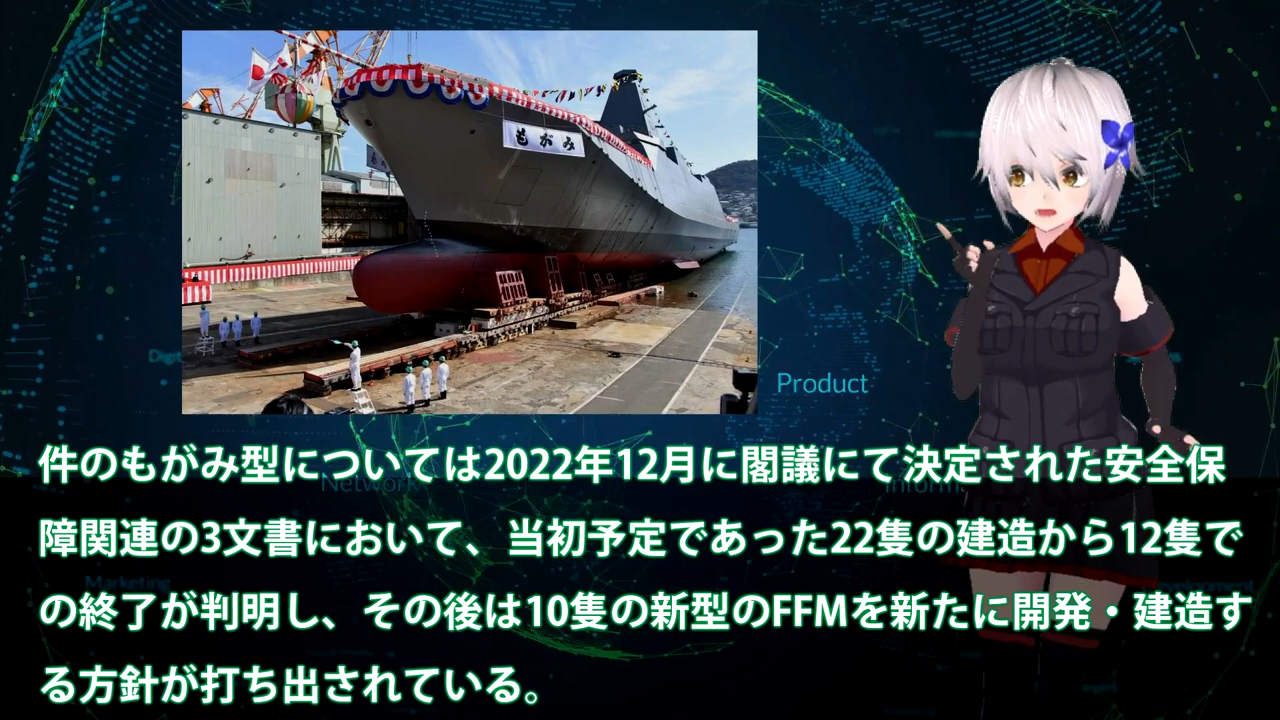 もがみ
Product
件のもがみ型については2022年12月に閣議にて決定された安全保
障関連の3文書において、当初予定であった22隻の建造から12隻で
の終了が判明し、その後は10隻の新型のFFMを新たに開発・建造す
る方針が打ち出されている。
Network
Marketing